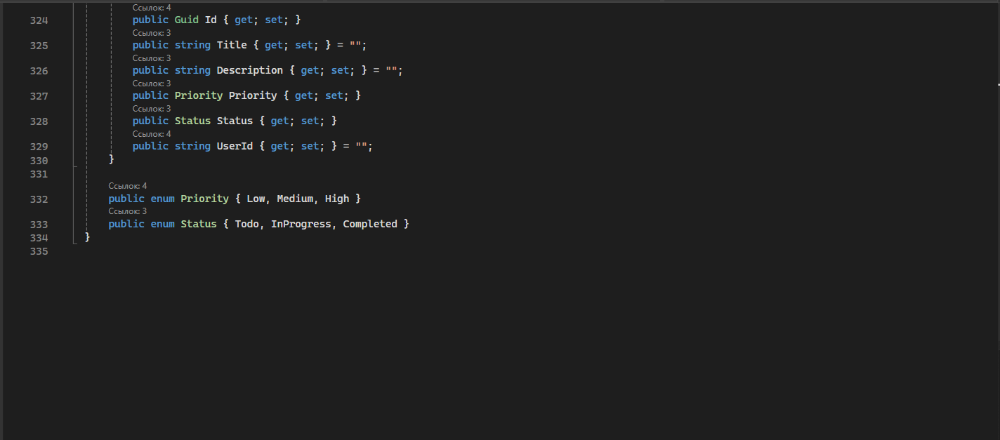 Ссылок: 4
324 public Guid Id { get; set; }
Ссылок: 3
325 public string Title { get; set; } = "";
Ссылок: 3
326 public string Description { get; set; } = "";
Ссылок: 3
327 public Priority Priority { get; set; }
Ссылок: 3
328 public Status Status { get; set; }
Ссылок: 4
329 public string UserId { get; set; } = "";
330 }
331
Ссылок: 4
332 public enum Priority { Low, Medium, High }
Ссылок: 3
333 public enum Status { Todo, InProgress, Completed }
334 }
335